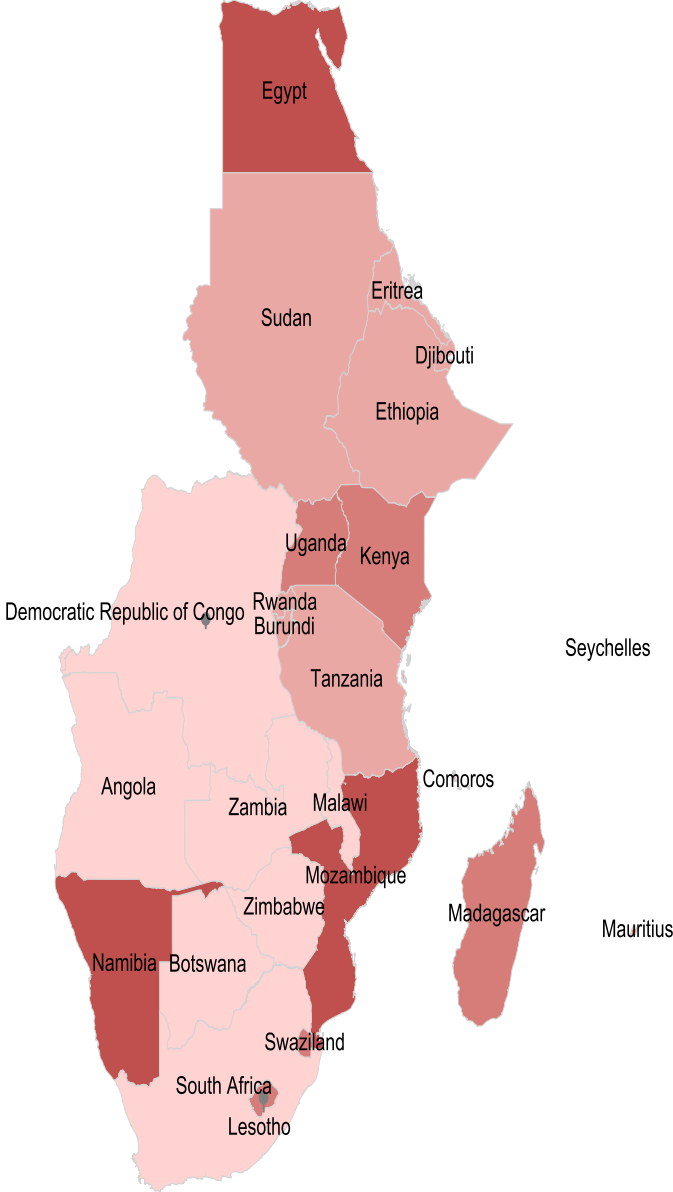 Egypt
Eritrea
Sudan
Djibouti
Ethiopia
Uganda
Kenya
Rwanda
Democratic Republic of Congo
Burundi
Seychelles
Tanzania
Comoros
Angola
Malawi
Zambia
Mozambique
Zimbabwe
Madagascar
Mauritius
Namibia
Botswana
Swaziland
South Africa
Lesotho